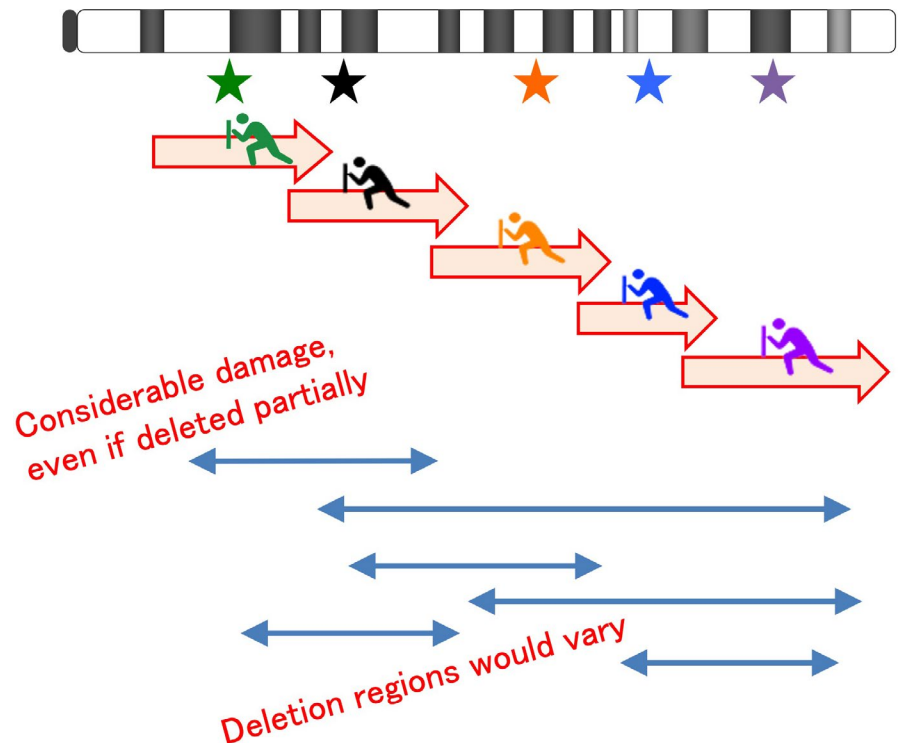 Considerable damage,
even if deleted partially
Deletion regions would vary